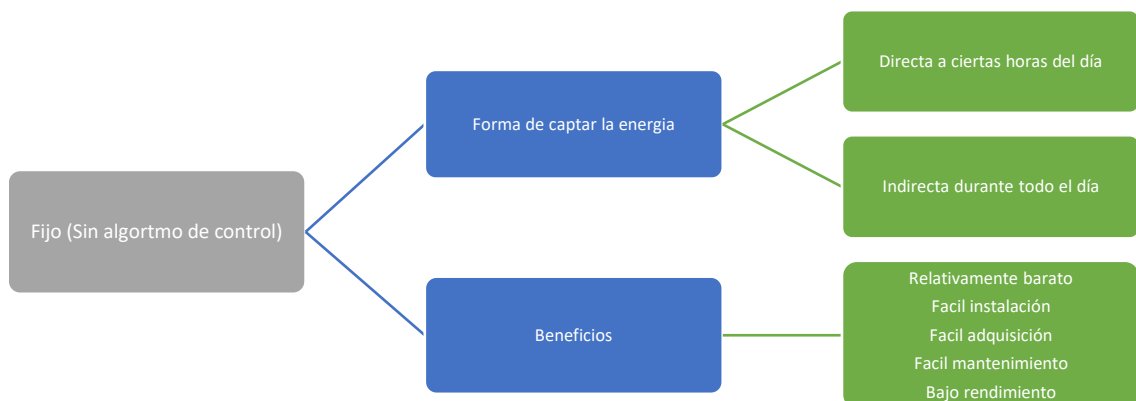 Fijo (Sin algortmo de control)
Forma de captar la energia
Directa a ciertas horas del día
Indirecta durante todo el día
Beneficios
Relativamente barato
Facil instalación
Facil adquisición
Facil mantenimiento
Bajo rendimiento